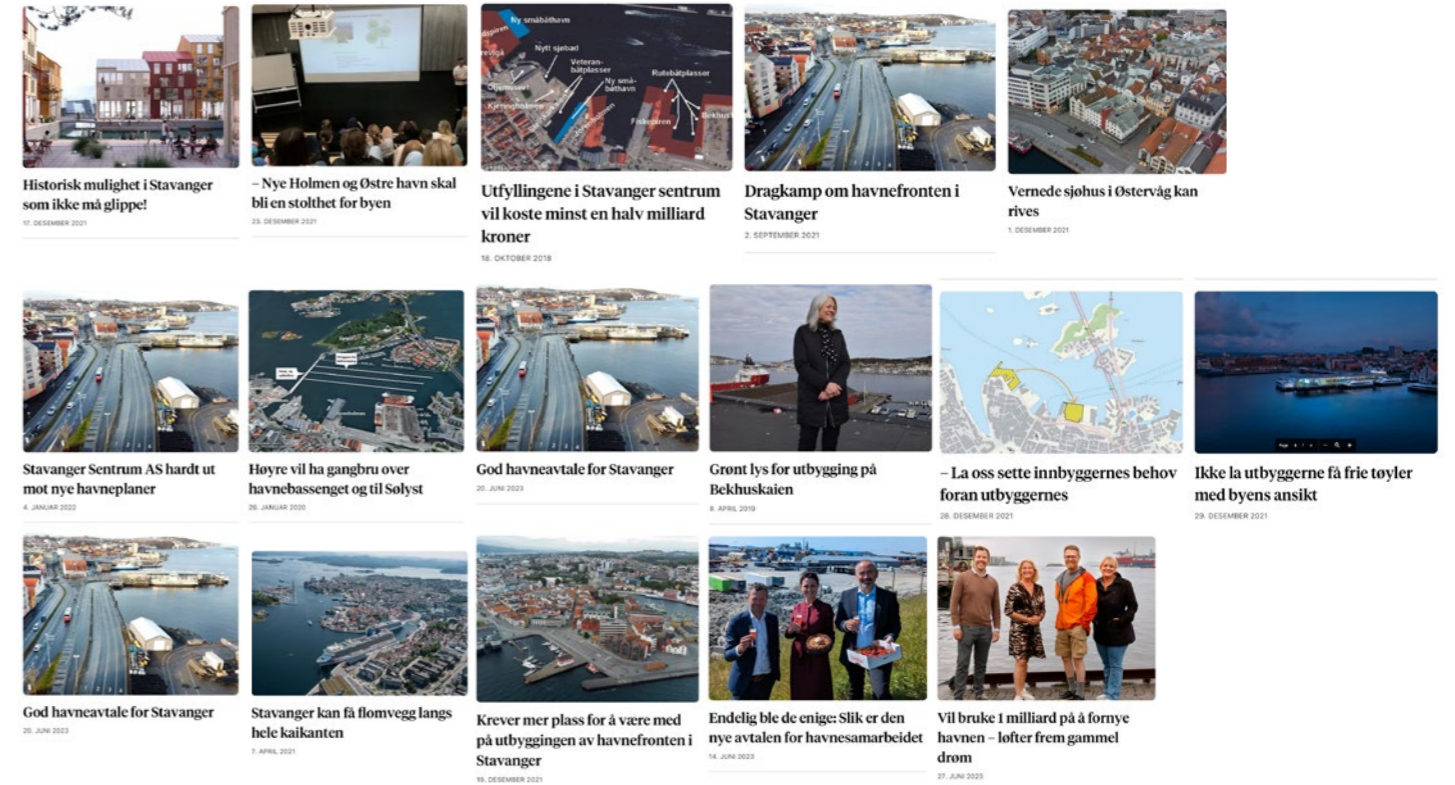 Ny småbåthavn
Nytt sjøbad
Veteran-
båtplasser
Ny små-
båthavn
Rutebåtplasser
Fiskepiren
Historisk mulighet i Stavanger
som ikke må glippe!
17. DESEMBER 2021
– Nye Holmen og Østre havn skal
bli en stolthet for byen
23. DESEMBER 2021
Utfyllingene i Stavanger sentrum
vil koste minst en halv milliard
kroner
18. OKTOBER 2018
Dragkamp om havnefronten i
Stavanger
2. SEPTEMBER 2021
Vernede sjøhus i Østervåg kan
rives
1. DESEMBER 2021
Stavanger Sentrum AS hardt ut
mot nye havneplaner
4. JANUAR 2022
Høyre vil ha gangbru over
havnebassenget og til Sølyst
26. JANUAR 2020
God havneavtale for Stavanger
20. JUNI 2023
Grønt lys for utbygging på
Bekhuskaien
8. APRIL 2019
– La oss sette innbyggernes behov
foran utbyggernes
28. DESEMBER 2021
Ikke la utbyggerne få frie tøyler
med byens ansikt
29. DESEMBER 2021
God havneavtale for Stavanger
20. JUNI 2023
Stavanger kan få flomvegg langs
hele kaikanten
7. APRIL 2021
Krever mer plass for å være med
på utbyggingen av havnefronten i
Stavanger
19. DESEMBER 2021
Endelig ble de enige: Slik er den
nye avtalen for havnesamarbeidet
14. JUNI 2023
Vil bruke 1 milliard på å fornye
havnen – løfter frem gammel
drøm
27. JUNI 2023